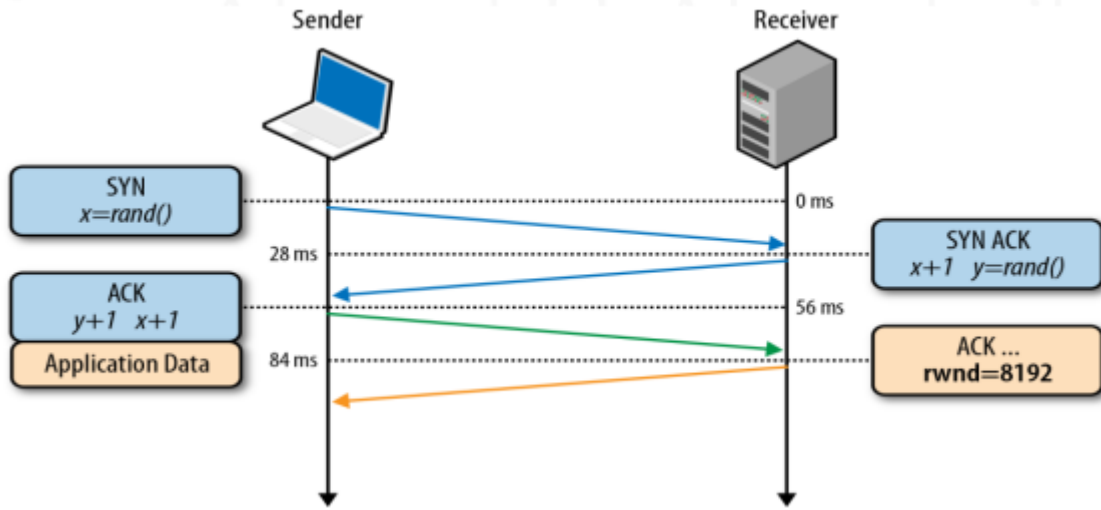 Sender
Receiver
SYN
x=rand()
0 ms
28 ms
SYN ACK
x+1 y=rand()
ACK
y+1 x+1
56 ms
Application Data
84 ms
ACK ...
rwnd=8192